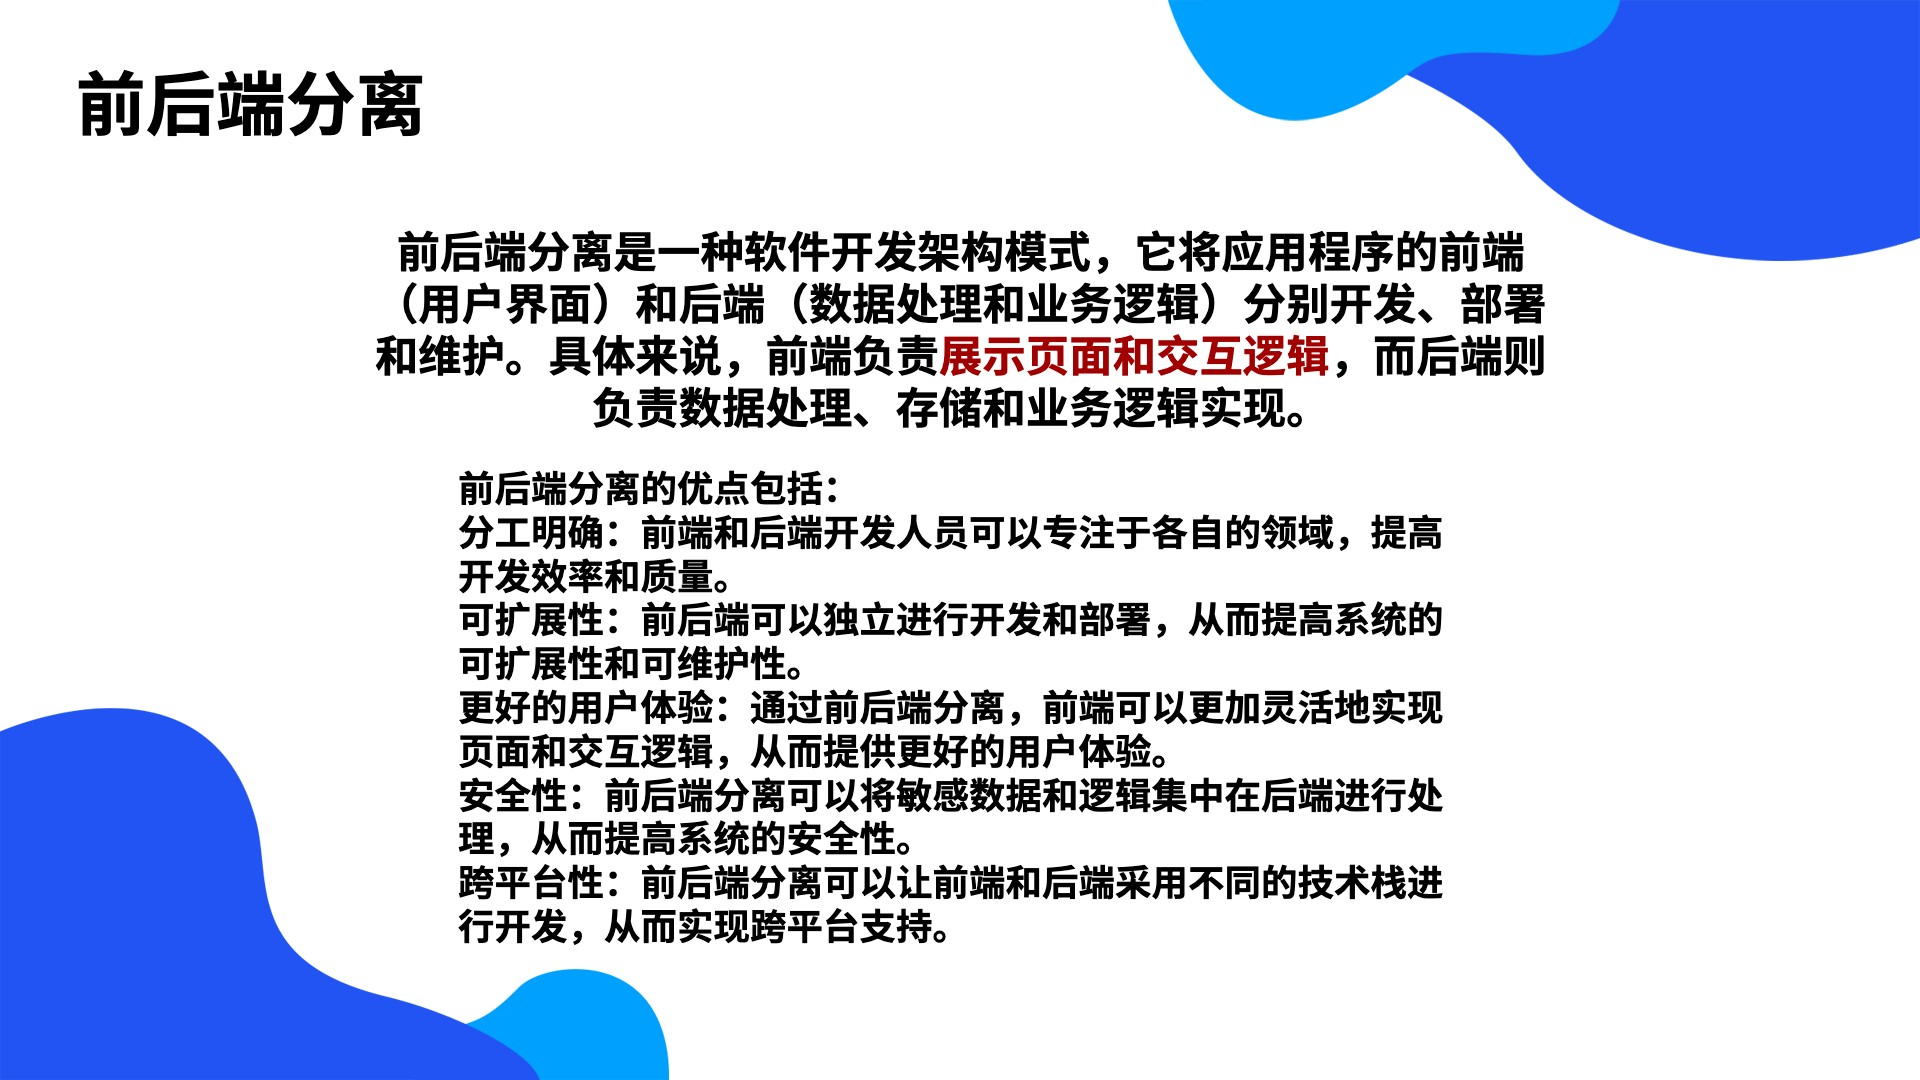 前后端分离
前后端分离是一种软件开发架构模式，它将应用程序的前端
（用户界面）和后端（数据处理和业务逻辑）分别开发、部署
和维护。具体来说，前端负责展示页面和交互逻辑，而后端则
负责数据处理、存储和业务逻辑实现。
前后端分离的优点包括：
分工明确：前端和后端开发人员可以专注于各自的领域，提高
开发效率和质量。
可扩展性：前后端可以独立进行开发和部署，从而提高系统的
可扩展性和可维护性。
更好的用户体验：通过前后端分离，前端可以更加灵活地实现
页面和交互逻辑，从而提供更好的用户体验。
安全性：前后端分离可以将敏感数据和逻辑集中在后端进行处
理，从而提高系统的安全性。
跨平台性：前后端分离可以让前端和后端采用不同的技术栈进
行开发，从而实现跨平台支持。